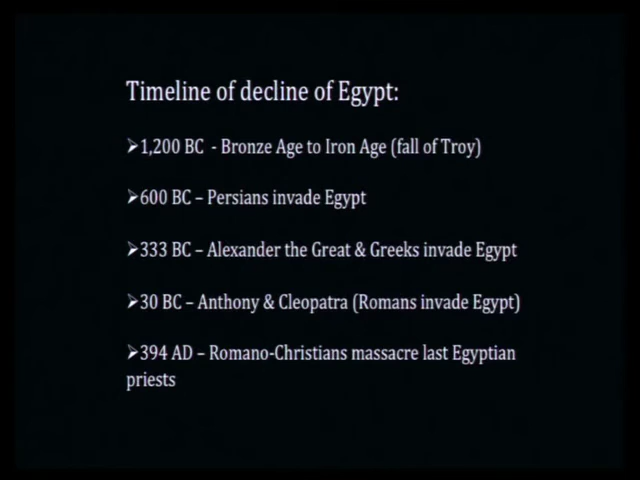 Timeline of decline of Egypt:
➢1,200 BC - Bronze Age to Iron Age (fall of Troy)
➢600 BC – Persians invade Egypt
➢333 BC – Alexander the Great & Greeks invade Egypt
➢30 BC – Anthony & Cleopatra (Romans invade Egypt)
➢394 AD – Romano-Christians massacre last Egyptian
priests